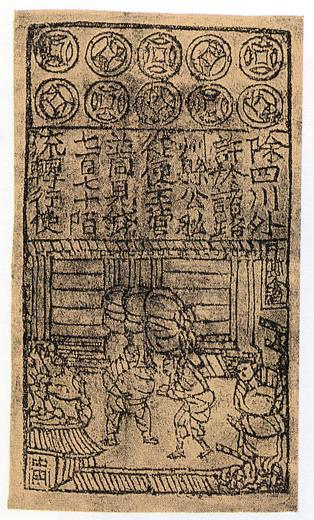 除四川外
許於諸路
州縣公私
從便主管
並同見錢
七百七十陌
流轉行使